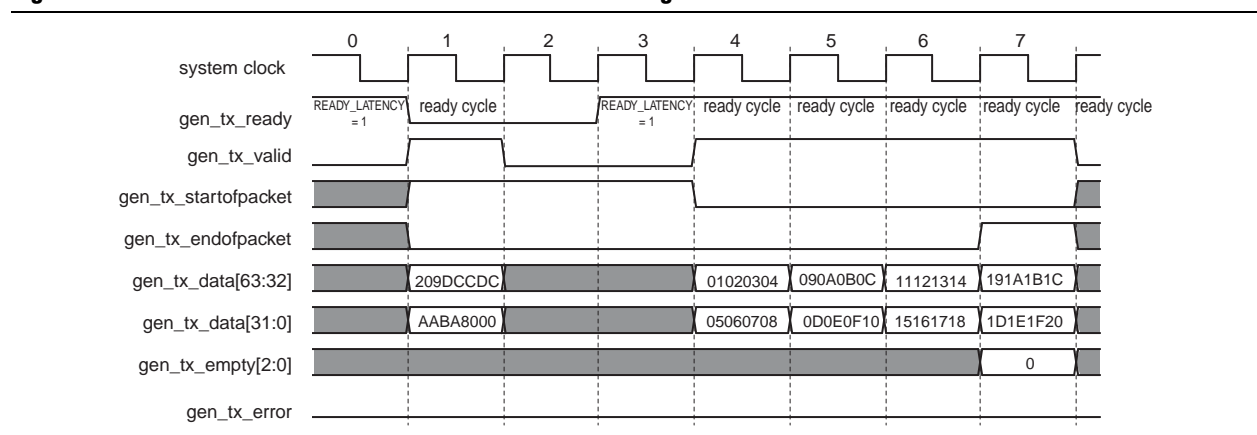 0 1 2 3 4 5 6 7
system clock
gen_tx_ready READY_LATENCY = 1 ready cycle READY_LATENCY = 1 ready cycle ready cycle ready cycle ready cycle ready cycle
gen_tx_valid
gen_tx_startofpacket
gen_tx_endofpacket
gen_tx_data[63:32] 209DCCDC 01020304 090A0B0C 11121314 191A1B1C
gen_tx_data[31:0] AABA8000 05060708 0D0E0F10 15161718 1D1E1F20
gen_tx_empty[2:0] 0
gen_tx_error